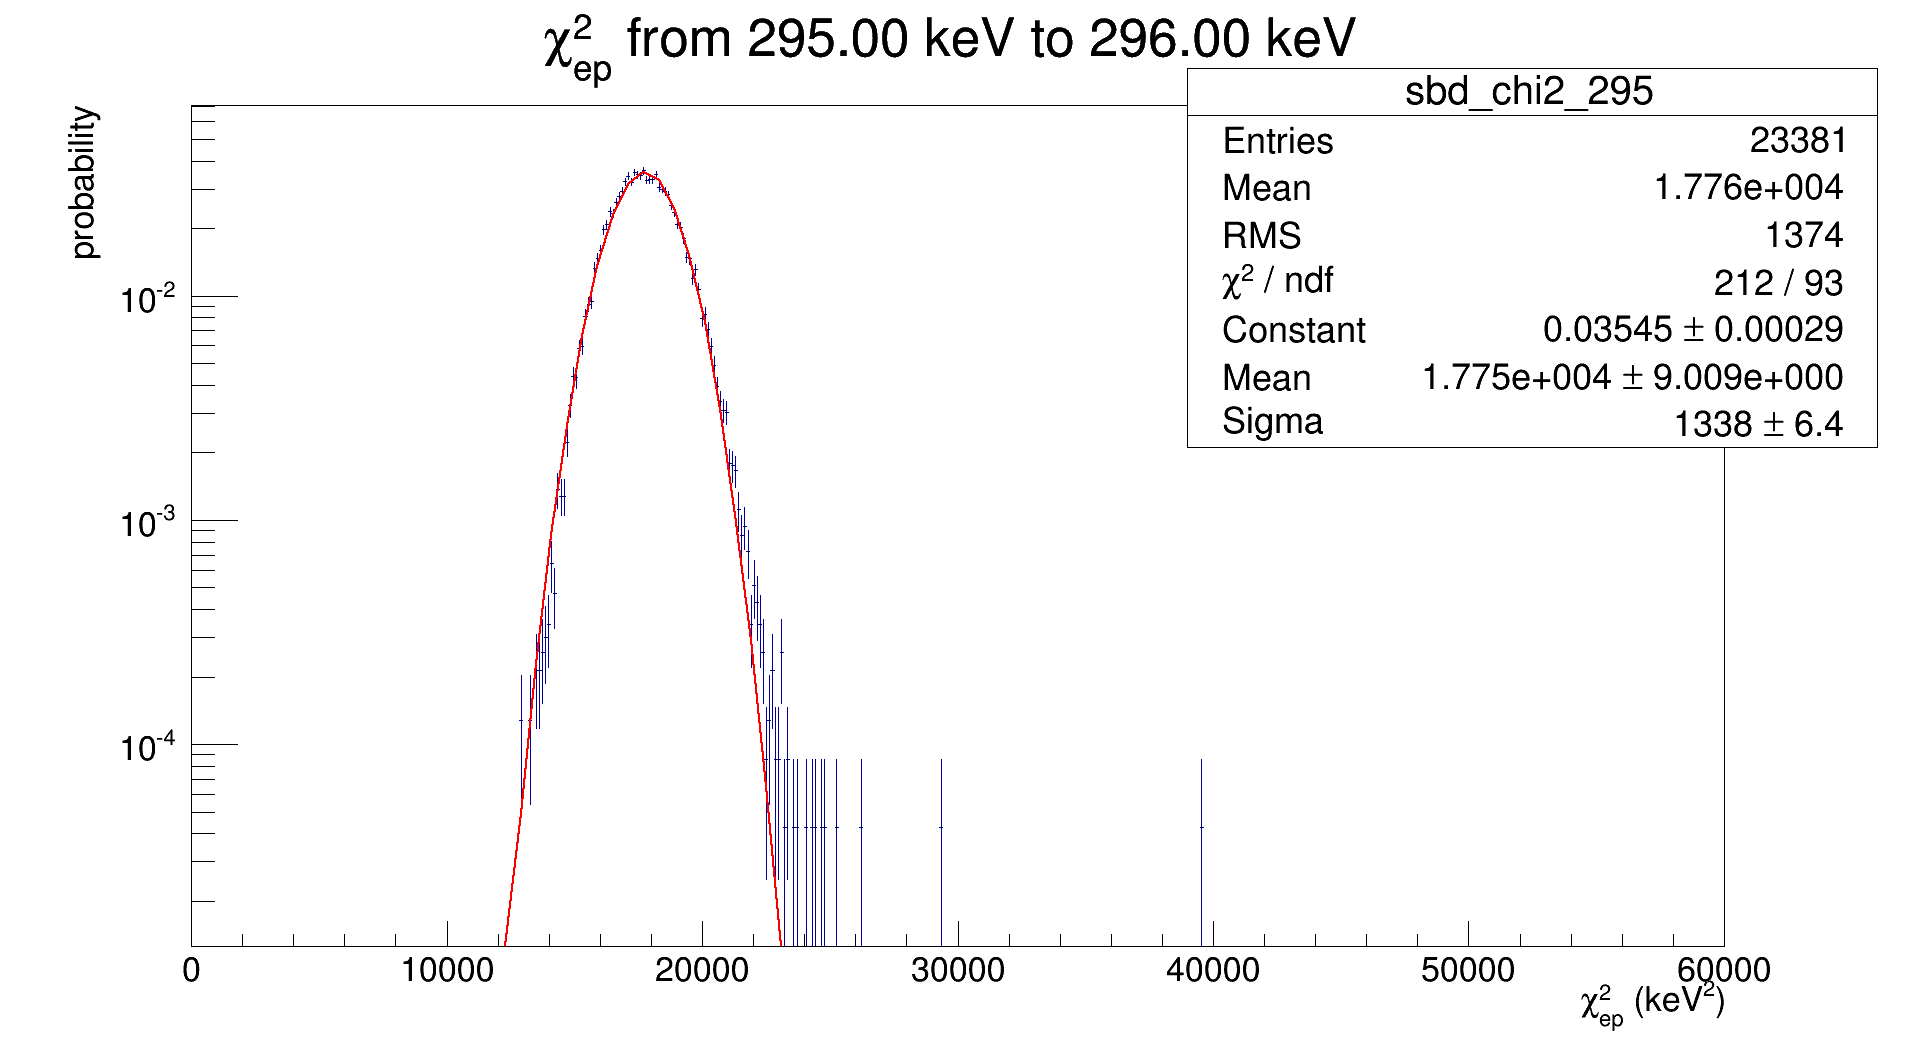 χ²ep from 295.00 keV to 296.00 keV
sbd_chi2_295
Entries 23381
Mean 1.776e+004
RMS 1374
χ² / ndf 212 / 93
Constant 0.03545 ± 0.00029
Mean 1.775e+004 ± 9.009e+000
Sigma 1338 ± 6.4
probability
10⁻²
10⁻³
10⁻⁴
0 10000 20000 30000 40000 50000 60000
χ²ep (keV²)